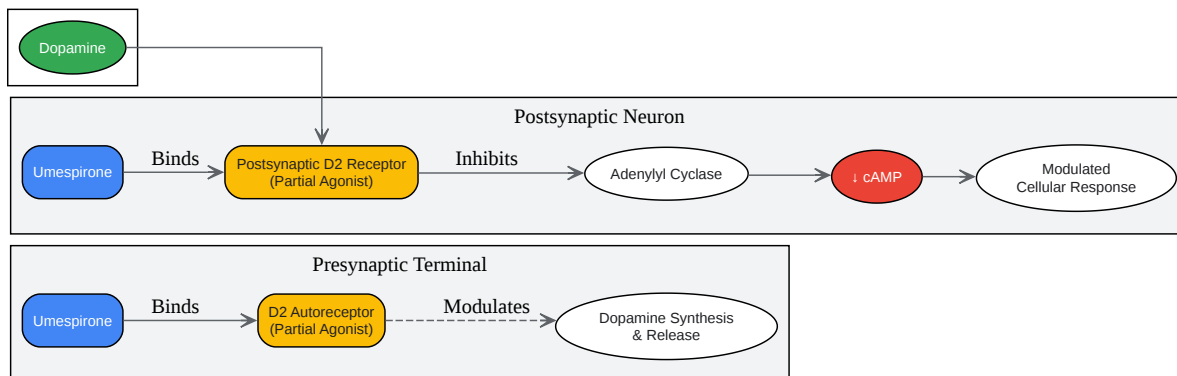 Dopamine
Postsynaptic Neuron
Umespirone
Binds
Postsynaptic D2 Receptor
(Partial Agonist)
Inhibits
Adenylyl Cyclase
↓ cAMP
Modulated
Cellular Response
Presynaptic Terminal
Umespirone
Binds
D2 Autoreceptor
(Partial Agonist)
Modulates
Dopamine Synthesis
& Release